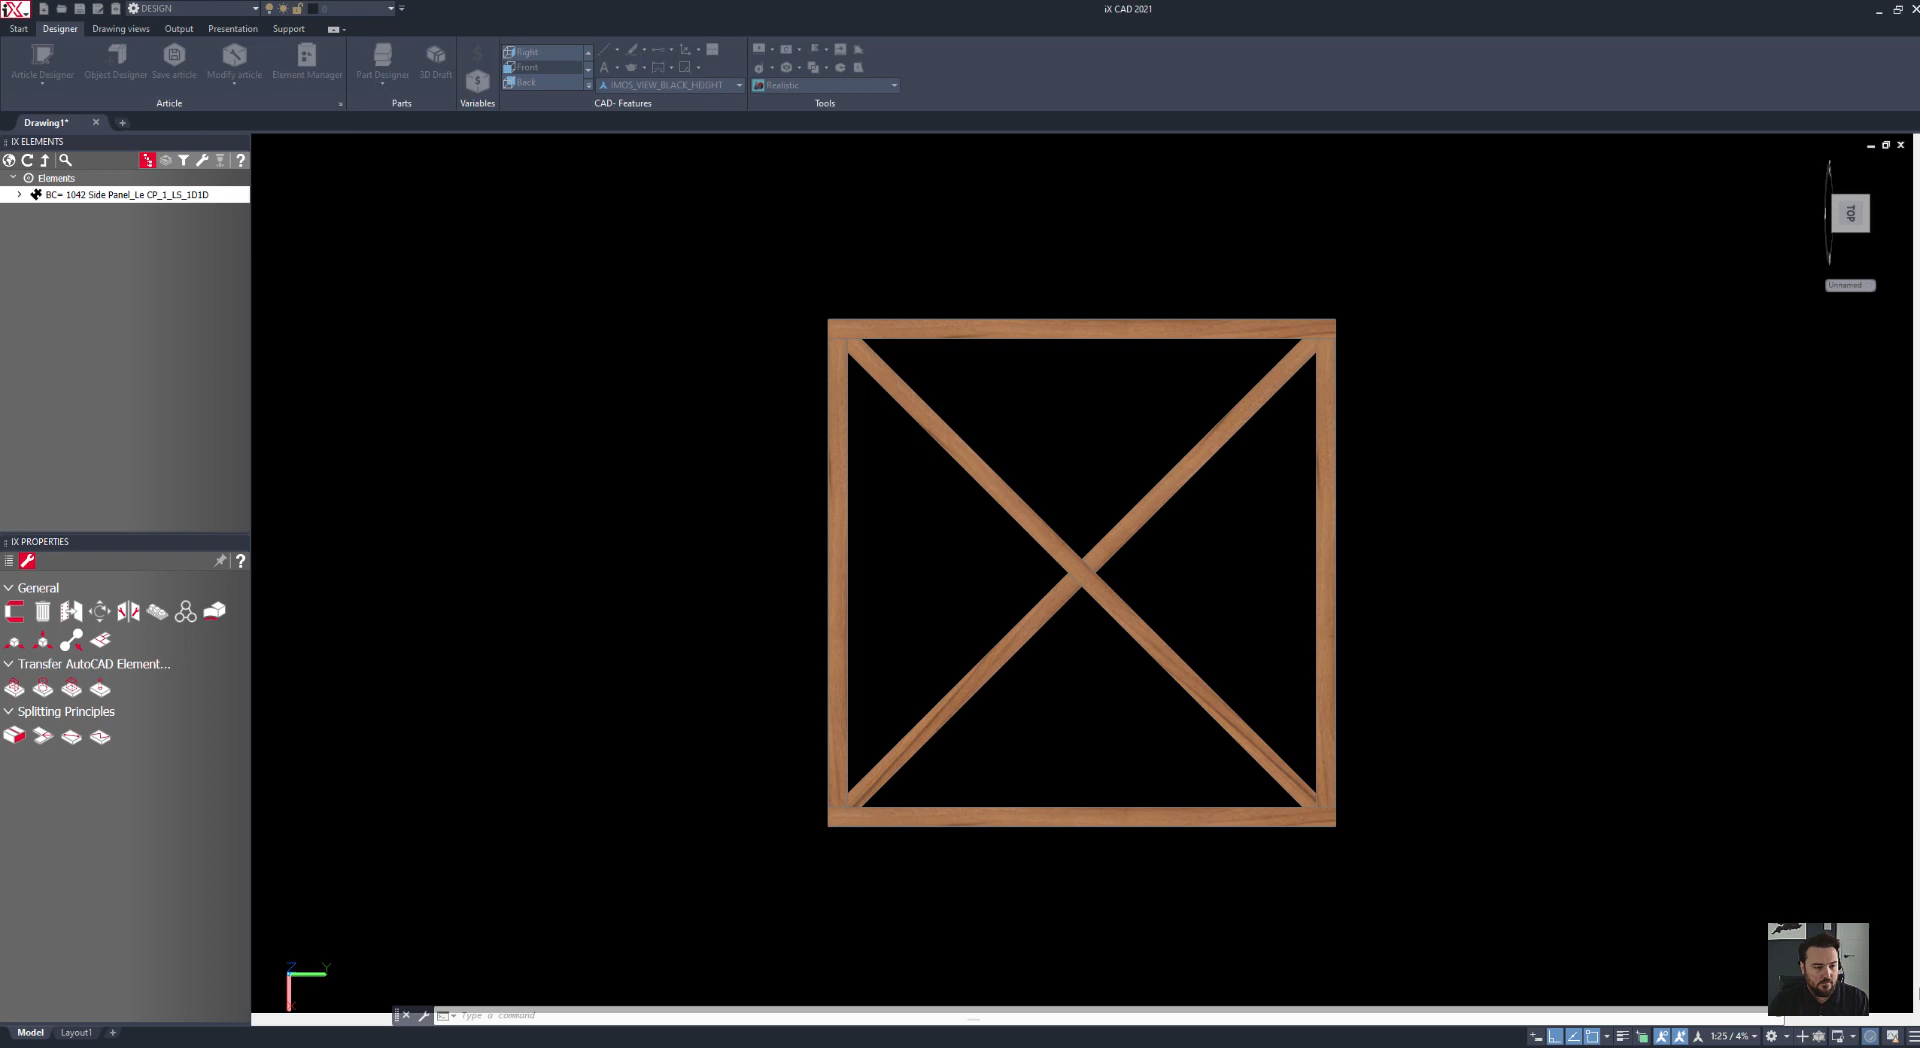 iX
DESIGN
0
iX CAD 2021
Start
Designer
Drawing views
Output
Presentation
Support
Article Designer
Object Designer
Save article
Modify article
Element Manager
Part Designer
3D Draft
Right
Front
Back
IMOS_VIEW_BLACK_HEIGHT
Realistic
Article
Parts
Variables
CAD- Features
Tools
Drawing1*
IX ELEMENTS
Elements
BC= 1042 Side Panel_Le CP_1_LS_1D1D
TOP
Unnamed
IX PROPERTIES
General
Transfer AutoCAD Element...
Splitting Principles
Z
Y
X
Type a command
Model
Layout1
1:25 / 4%